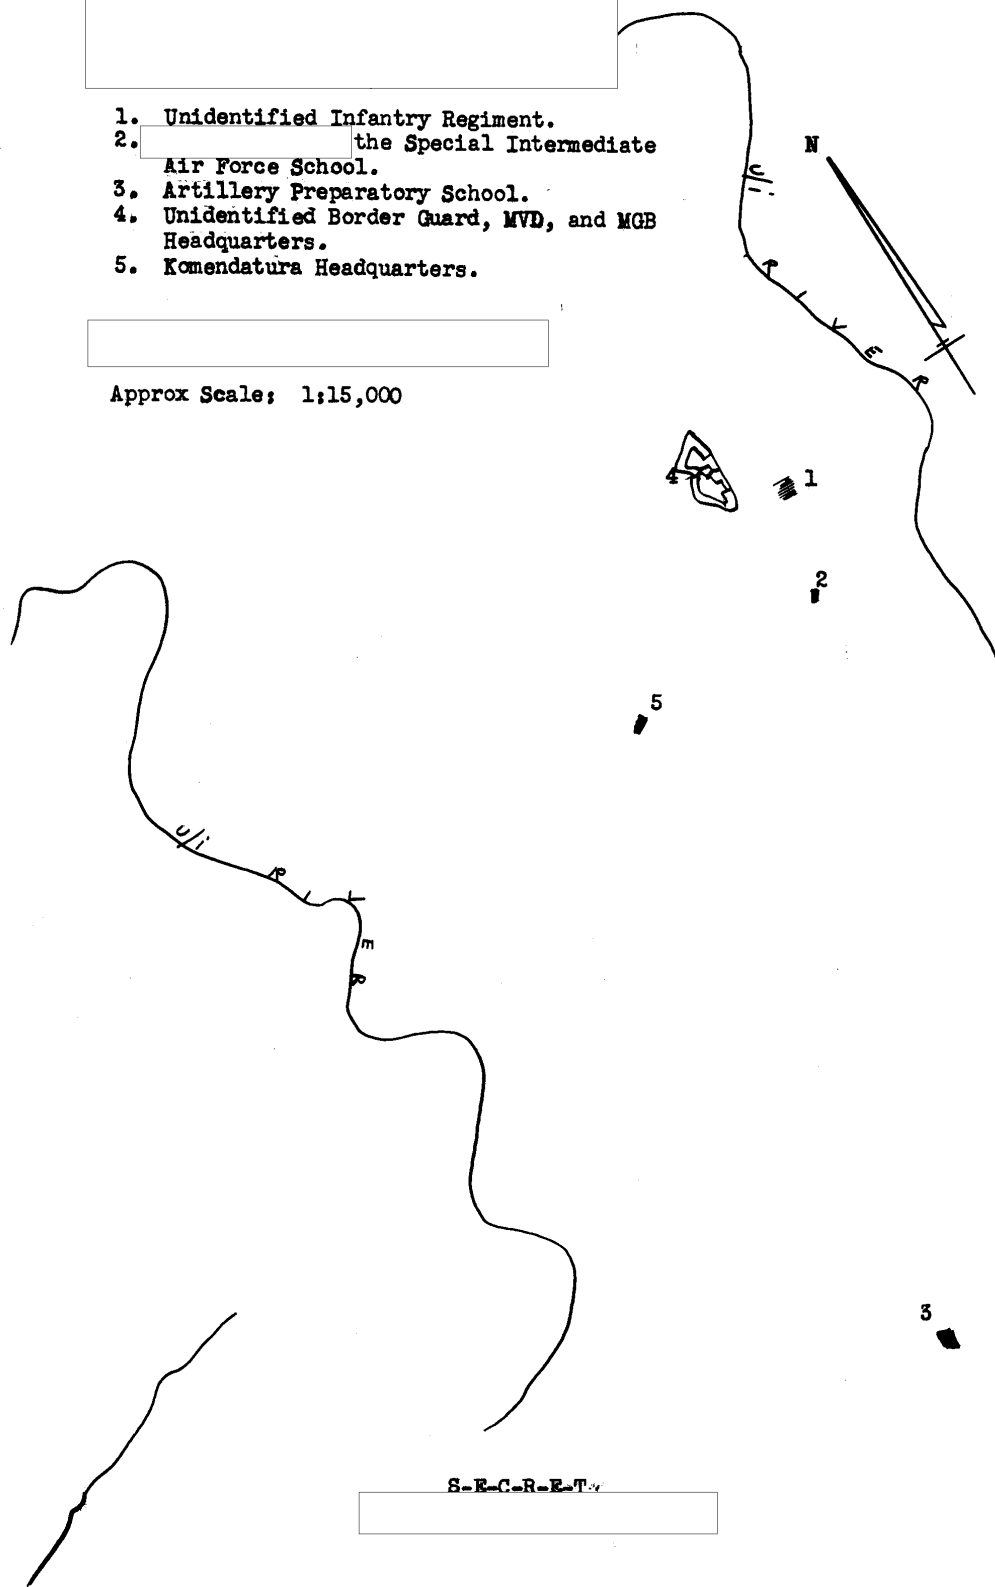 1. Unidentified Infantry Regiment.
2. the Special Intermediate
Air Force School.
3. Artillery Preparatory School.
4. Unidentified Border Guard, MVD, and MGB
Headquarters.
5. Komendatura Headquarters.
Approx Scale: 1:15,000
N
u/i RIVER
4
1
2
5
u/i RIVER
3
S-E-C-R-E-T